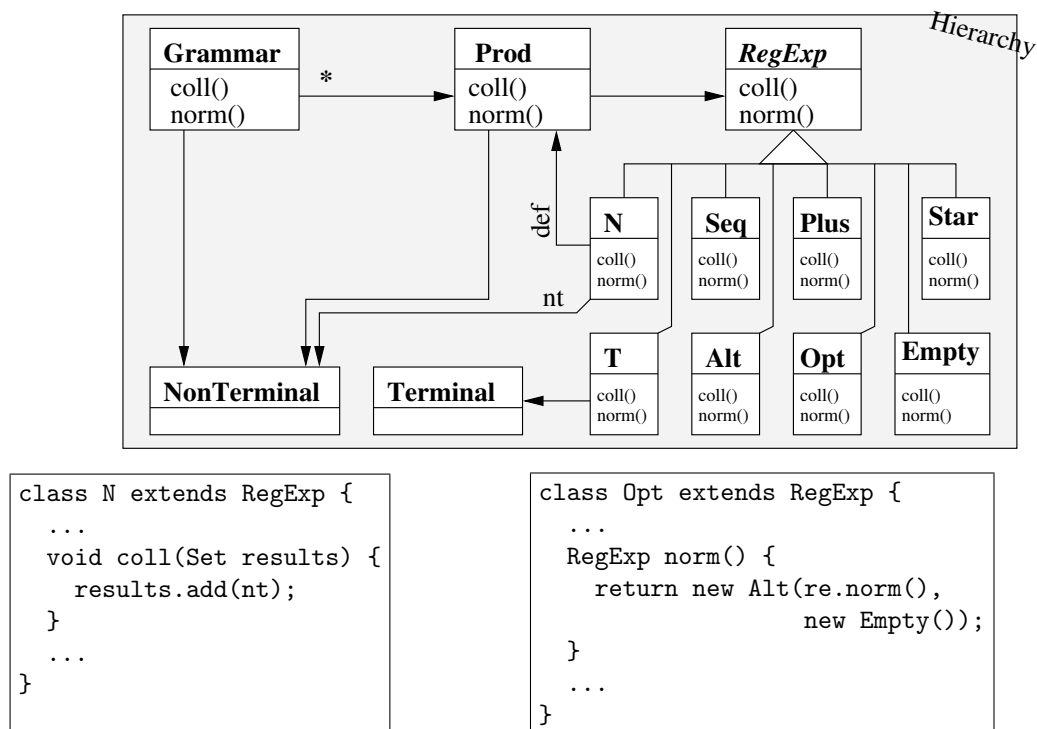 Hierarchy
Grammar
coll()
norm()
*
Prod
coll()
norm()
RegExp
coll()
norm()
def
nt
N
coll()
norm()
Seq
coll()
norm()
Plus
coll()
norm()
Star
coll()
norm()
NonTerminal
Terminal
T
coll()
norm()
Alt
coll()
norm()
Opt
coll()
norm()
Empty
coll()
norm()
class N extends RegExp {
  ...
  void coll(Set results) {
    results.add(nt);
  }
  ...
}
class Opt extends RegExp {
  ...
  RegExp norm() {
    return new Alt(re.norm(),
                   new Empty());
  }
  ...
}